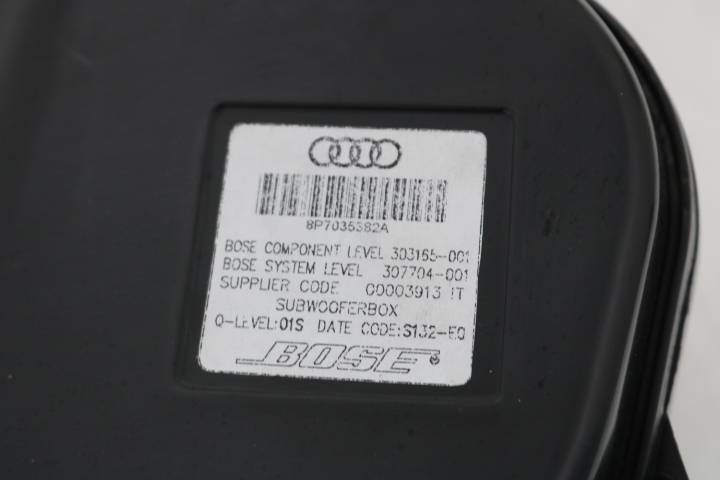 8P7035382A
BOSE COMPONENT LEVEL 303165-001
BOSE SYSTEM LEVEL 307704-001
SUPPLIER CODE 00003913 IT
SUBWOOFERBOX
Q-LEVEL:01S DATE CODE:S132-E0
BOSE